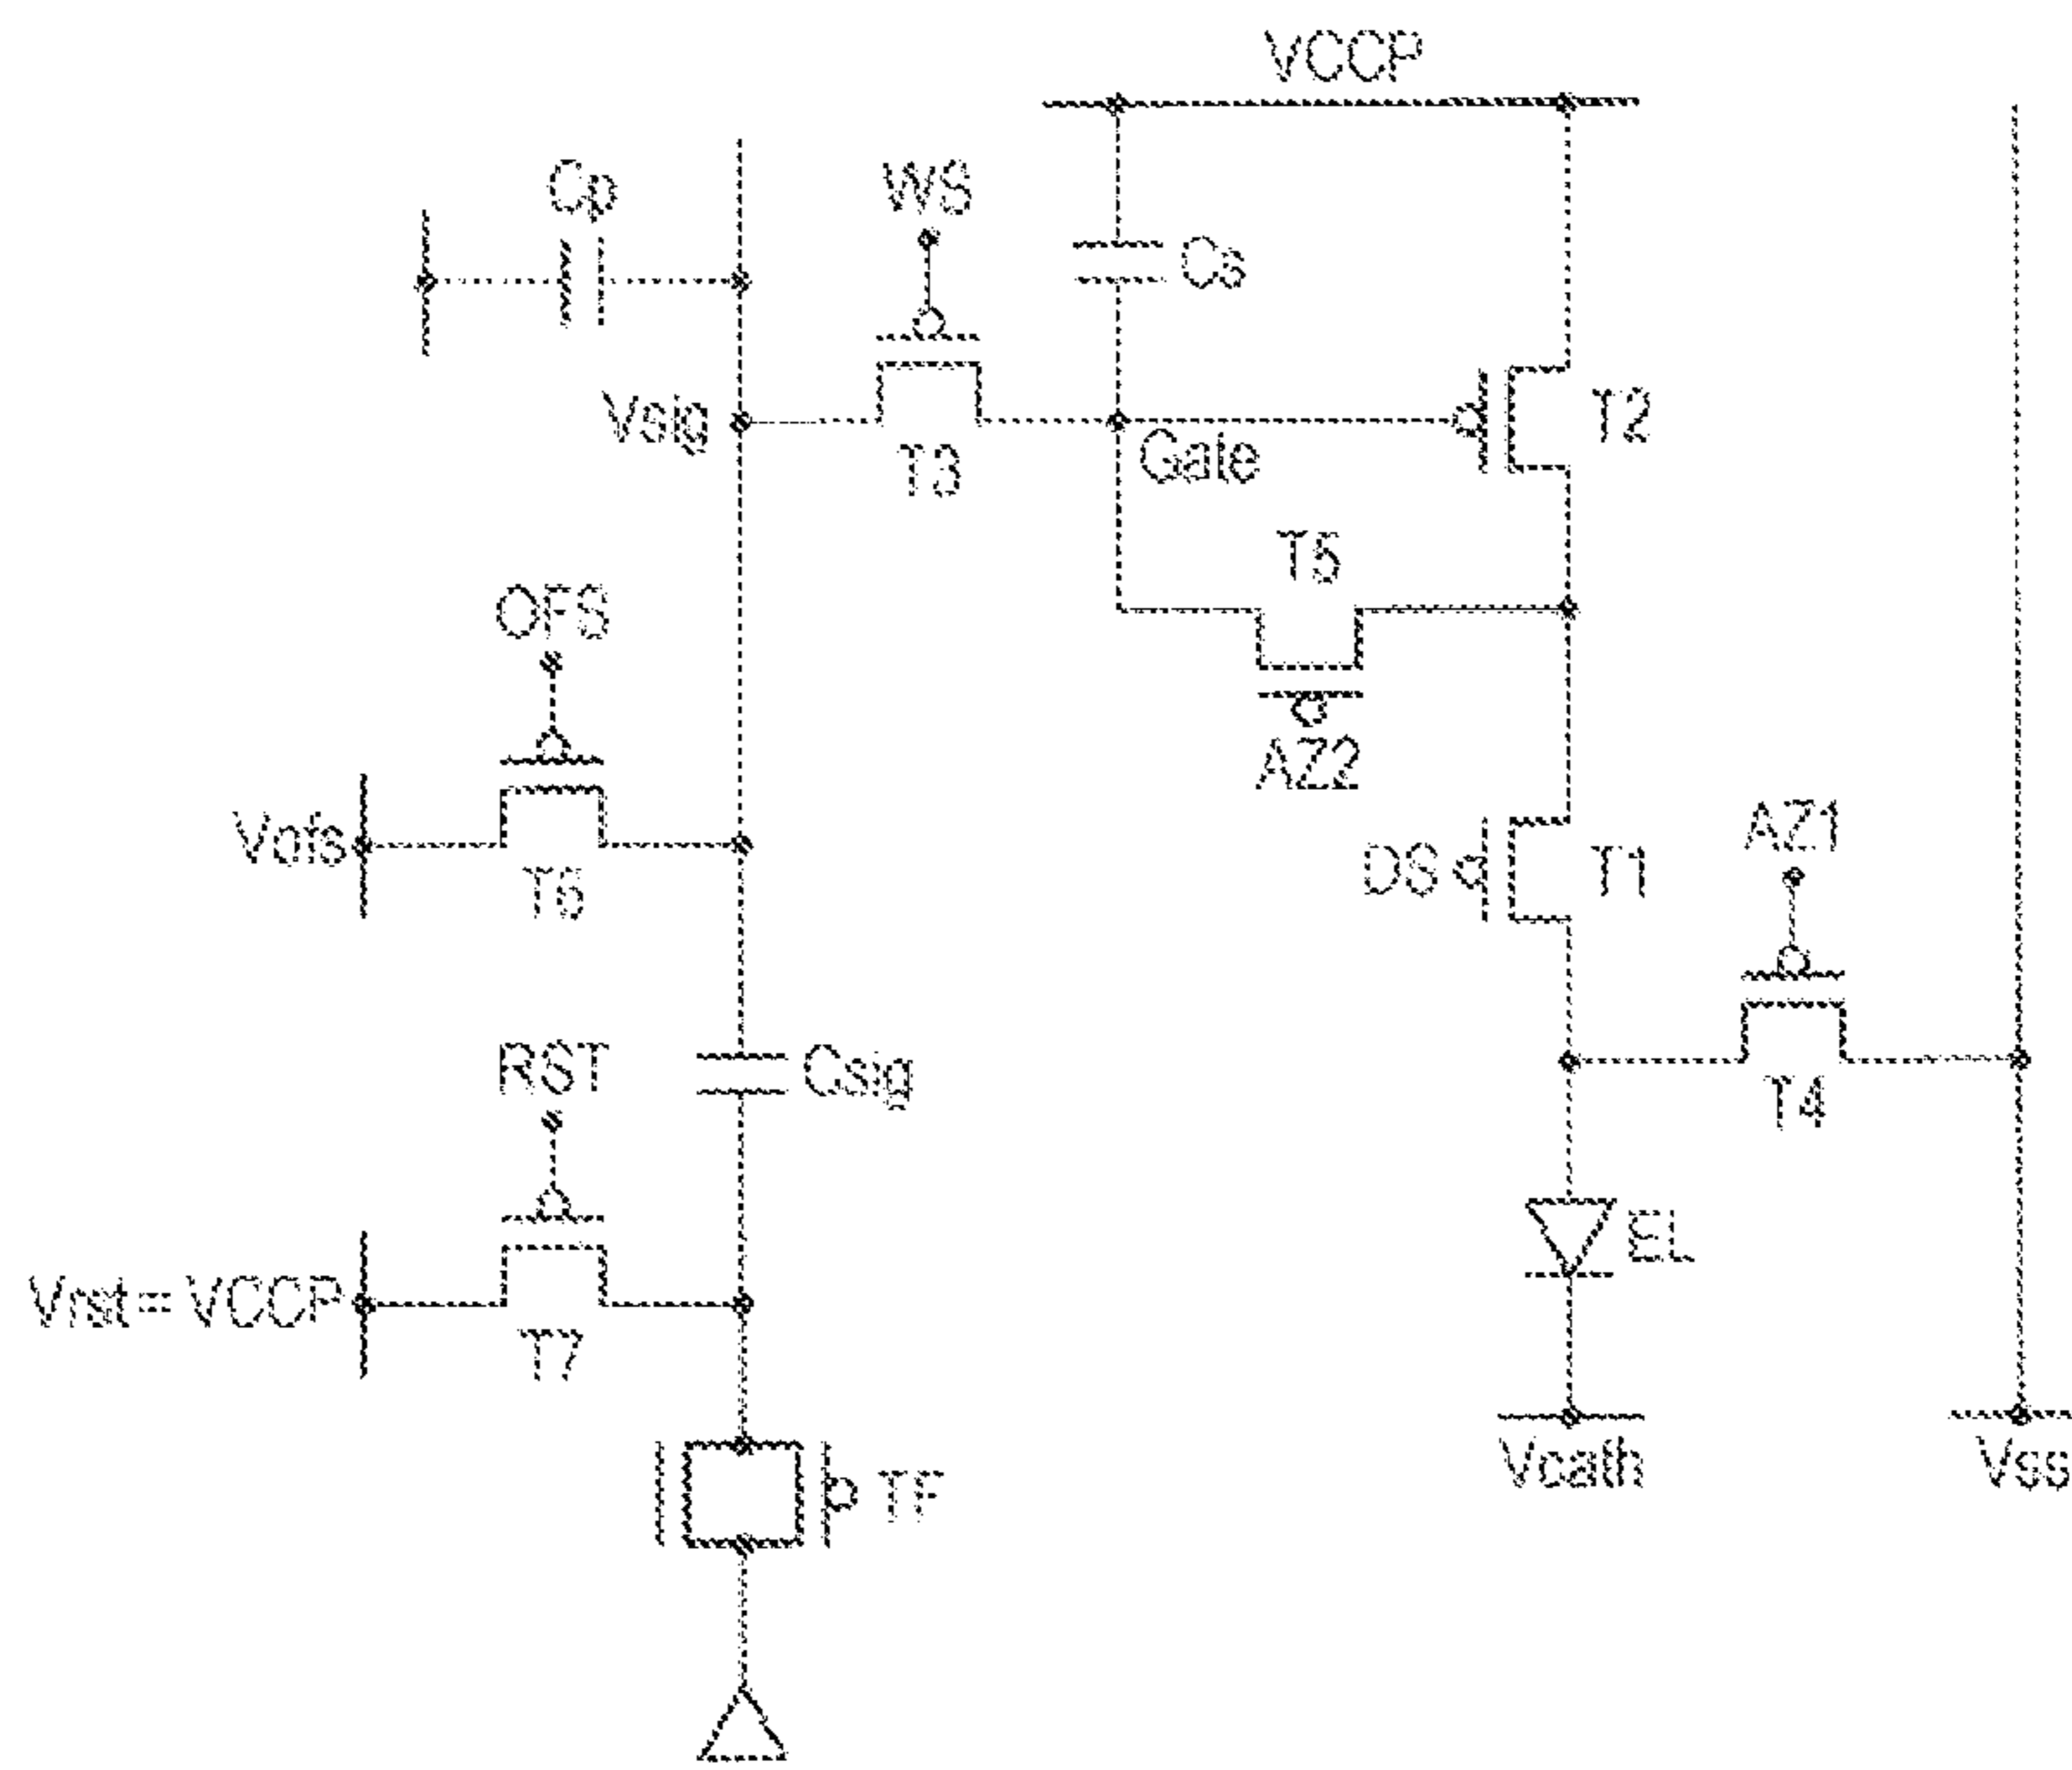 VCCP
Cp
WS
Cs
Vsig
T3
Gate
T2
T5
OFS
AZ2
Vofs
T6
DS
T1
AZ1
RST
Csig
T4
EL
Vrst=VCCP
T7
Vcath
Vss
TF